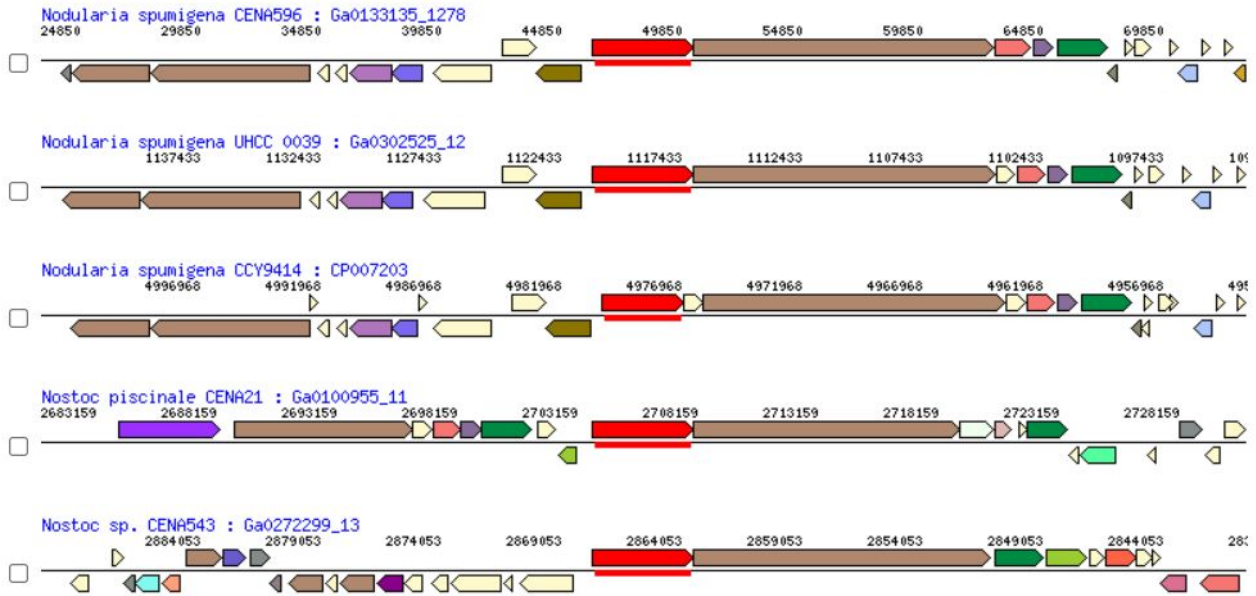 Nodularia spumigena CENA596 : Ga0133135_1278
24850 29850 34850 39850 44850 49850 54850 59850 64850 69850
Nodularia spumigena UHCC 0039 : Ga0302525_12
1137433 1132433 1127433 1122433 1117433 1112433 1107433 1102433 1097433 109
Nodularia spumigena CCY9414 : CP007203
4996968 4991968 4986968 4981968 4976968 4971968 4966968 4961968 4956968 495
Nostoc piscinale CENA21 : Ga0100955_11
2683159 2688159 2693159 2698159 2703159 2708159 2713159 2718159 2723159 2728159
Nostoc sp. CENA543 : Ga0272299_13
2884053 2879053 2874053 2869053 2864053 2859053 2854053 2849053 2844053 283